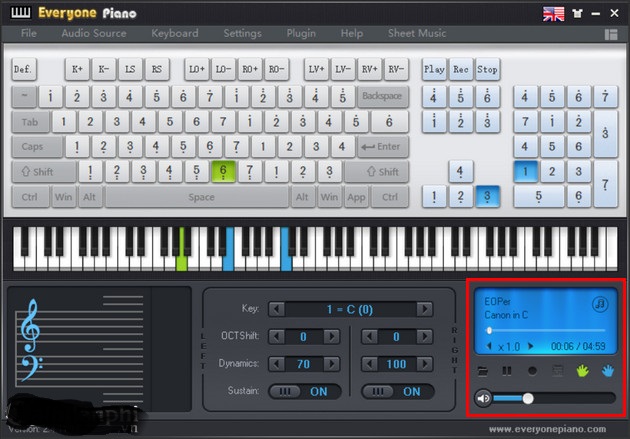 Everyone Piano
File Audio Source Keyboard Settings Plugin Help Sheet Music
Def. K+ K- LS RS LO+ LO- RO+ RO- LV+ LV- RV+ RV- Play Rec Stop
~ 1 2 3 4 5 6 7 1 2 3 4 5 Backspace 4 5 6 4 5 6 7
Tab 1 2 3 4 5 6 7 1 2 3 4 5 6 1 2 3 7 1 2 3
Caps 1 2 3 4 5 6 7 1 2 3 4 Enter 4 5 6
Shift 1 2 3 4 5 6 7 1 2 3 Shift 4 1 2 3 7
Ctrl Win Alt Space Alt Win App Ctrl 1 2 3 5 6
Key: 1 = C (0)
OCTShift: 0 0
Dynamics: 70 100
Sustain: ON ON
LEFT
RIGHT
EOPer
Canon in C
x 1.0 00:06 / 04:59
Version: 2.
.vn
www.everyonepiano.com